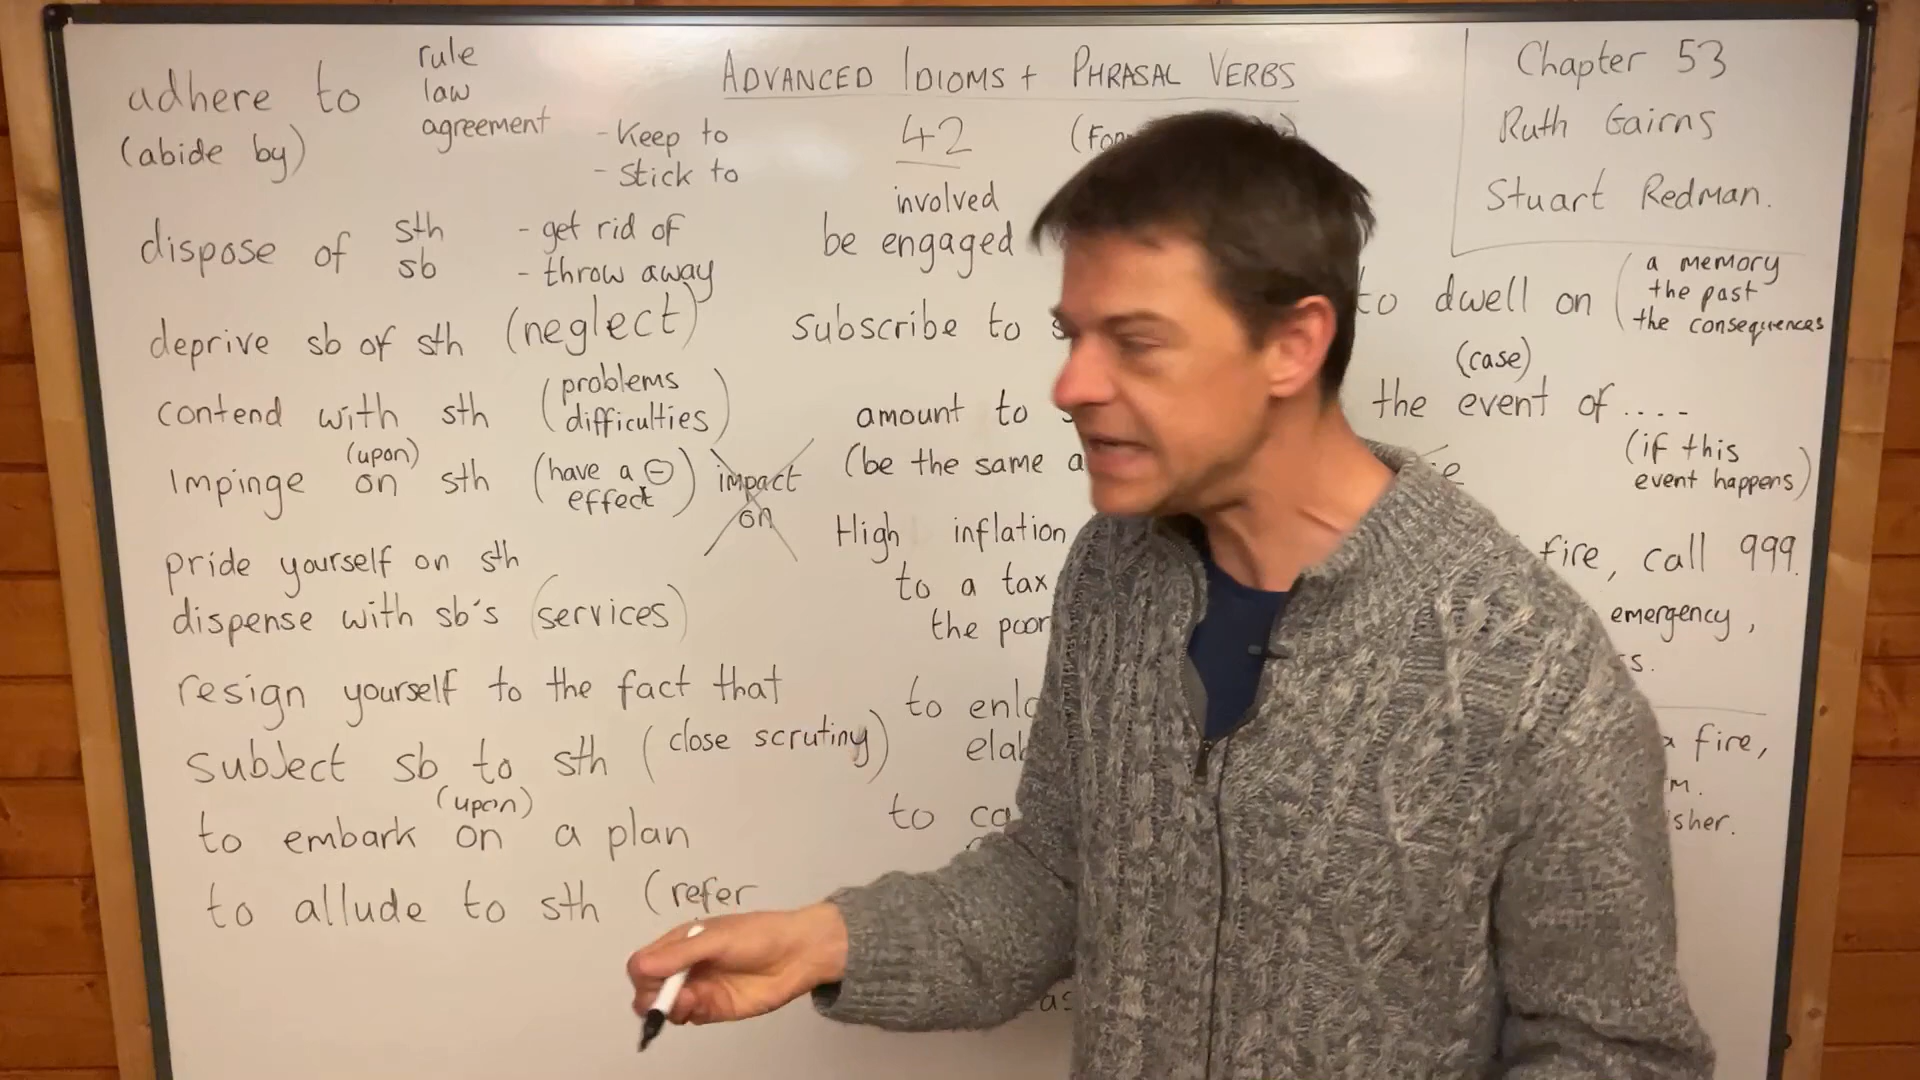 ADVANCED IDIOMS + PHRASAL VERBS
42
Chapter 53
Ruth Gairns
Stuart Redman.
adhere to
(abide by)
rule
law
agreement
- Keep to
- Stick to
dispose of sth
sb
- get rid of
- throw away
deprive sb of sth (neglect)
contend with sth (problems
difficulties)
(upon)
Impinge on sth (have a ⊖
effect)
impact
on
pride yourself on sth
dispense with sb's (services)
resign yourself to the fact that
subject sb to sth (close scrutiny)
(upon)
to embark on a plan
to allude to sth (refer
involved
be engaged
subscribe to
amount to
(be the same
High inflation
to a tax
the poor
to
to
to dwell on (a memory
the past
the consequences
(case)
the event of ....
(if this
event happens)
fire, call 999.
emergency,
fire,